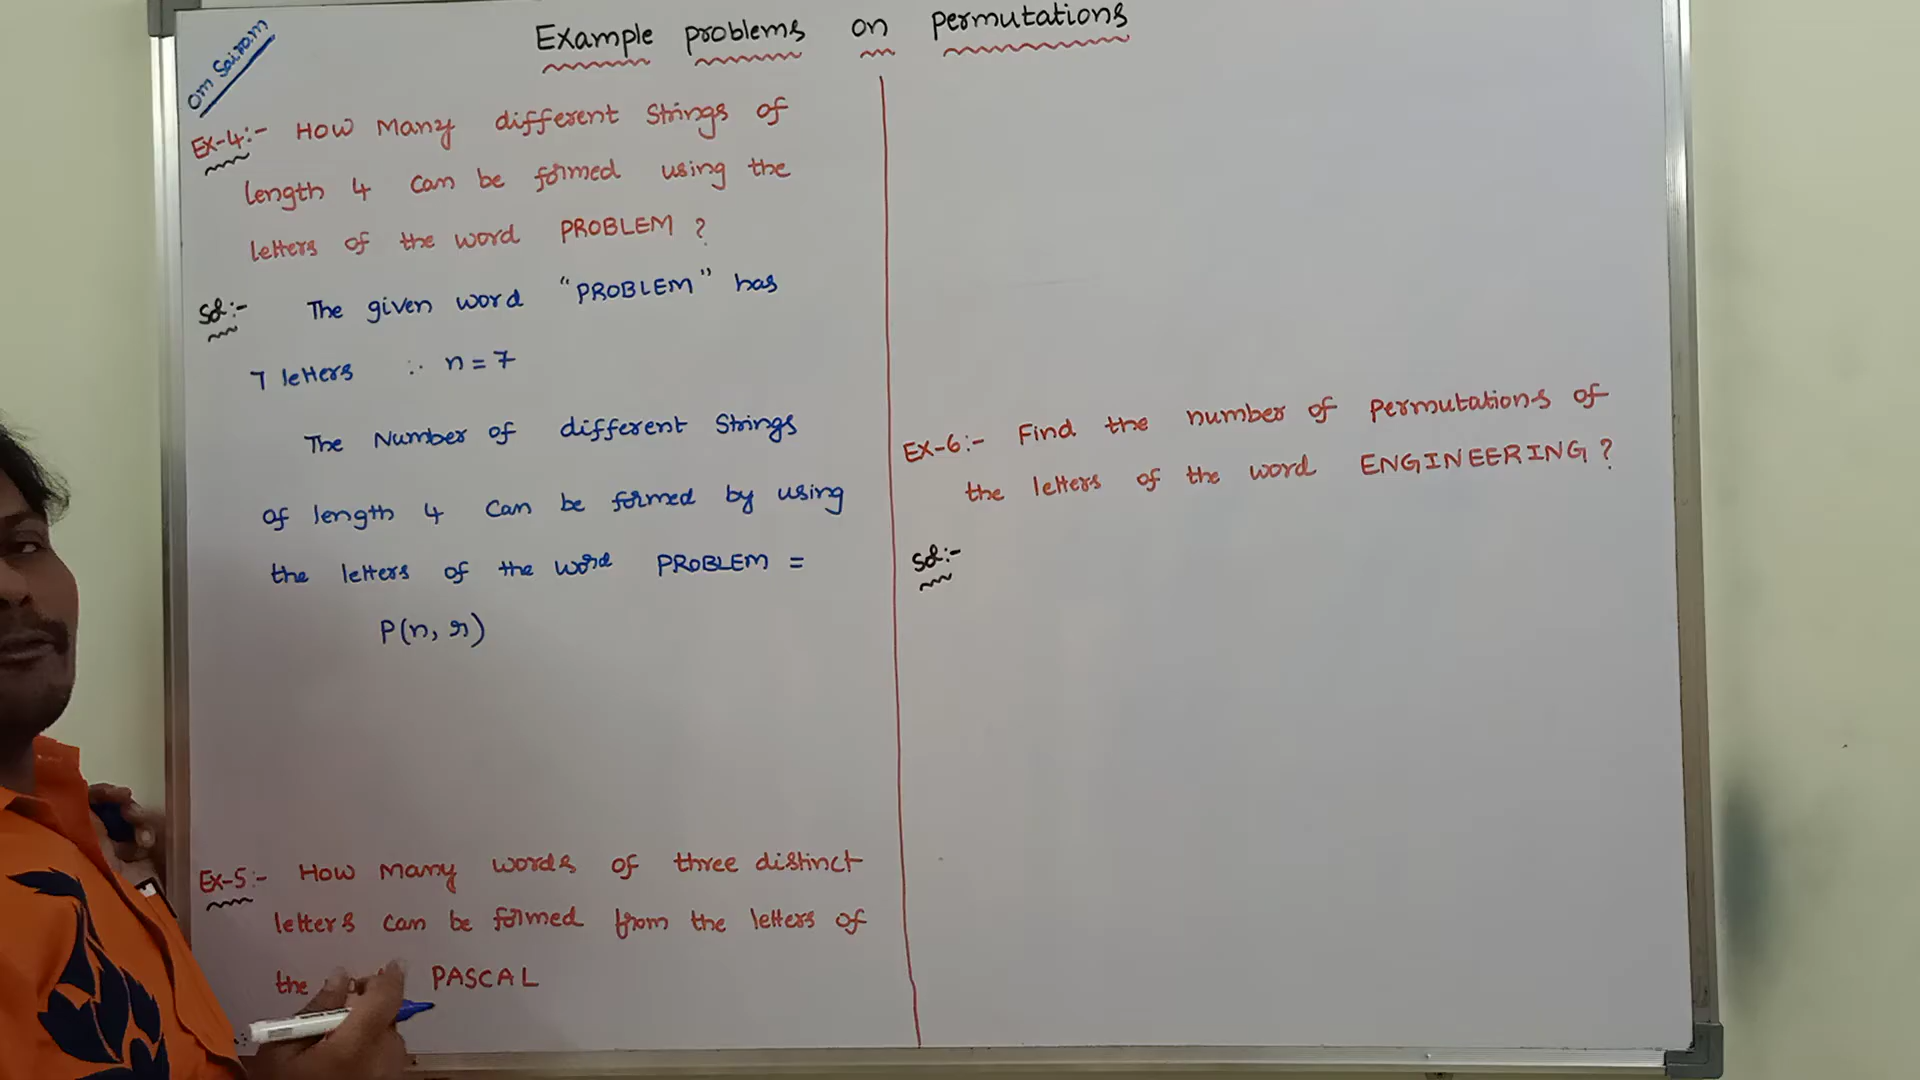 Example problems on permutations
om Sairam
Ex-4:- How Many different Strings of
length 4 can be formed using the
letters of the word PROBLEM ?
Sol:- The given word "PROBLEM" has
7 letters ∴ n = 7
The Number of different Strings
of length 4 can be formed by using
the letters of the word PROBLEM =
P(n, r)
Ex-5:- How many words of three distinct
letters can be formed from the letters of
the PASCAL
Ex-6:- Find the number of permutations of
the letters of the word ENGINEERING ?
Sol:-